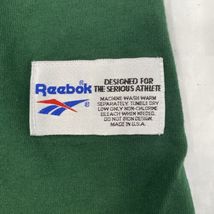 Reebok
®
DESIGNED FOR
THE SERIOUS ATHLETE
MACHINE WASH WARM
SEPARATELY. TUMBLE DRY
LOW ONLY NON-CHLORINE
BLEACH WHEN NEEDED.
DO NOT IRON DESIGN.
MADE IN U.S.A.